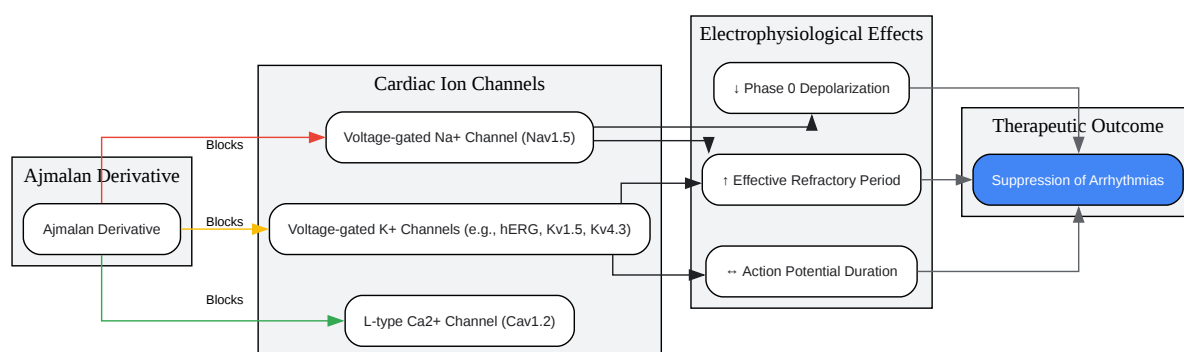 Electrophysiological Effects
↓ Phase 0 Depolarization
Cardiac Ion Channels
Voltage-gated Na+ Channel (Nav1.5)
Blocks
Therapeutic Outcome
Ajmalan Derivative
↑ Effective Refractory Period
Suppression of Arrhythmias
Ajmalan Derivative
Blocks
Voltage-gated K+ Channels (e.g., hERG, Kv1.5, Kv4.3)
↔ Action Potential Duration
Blocks
L-type Ca2+ Channel (Cav1.2)